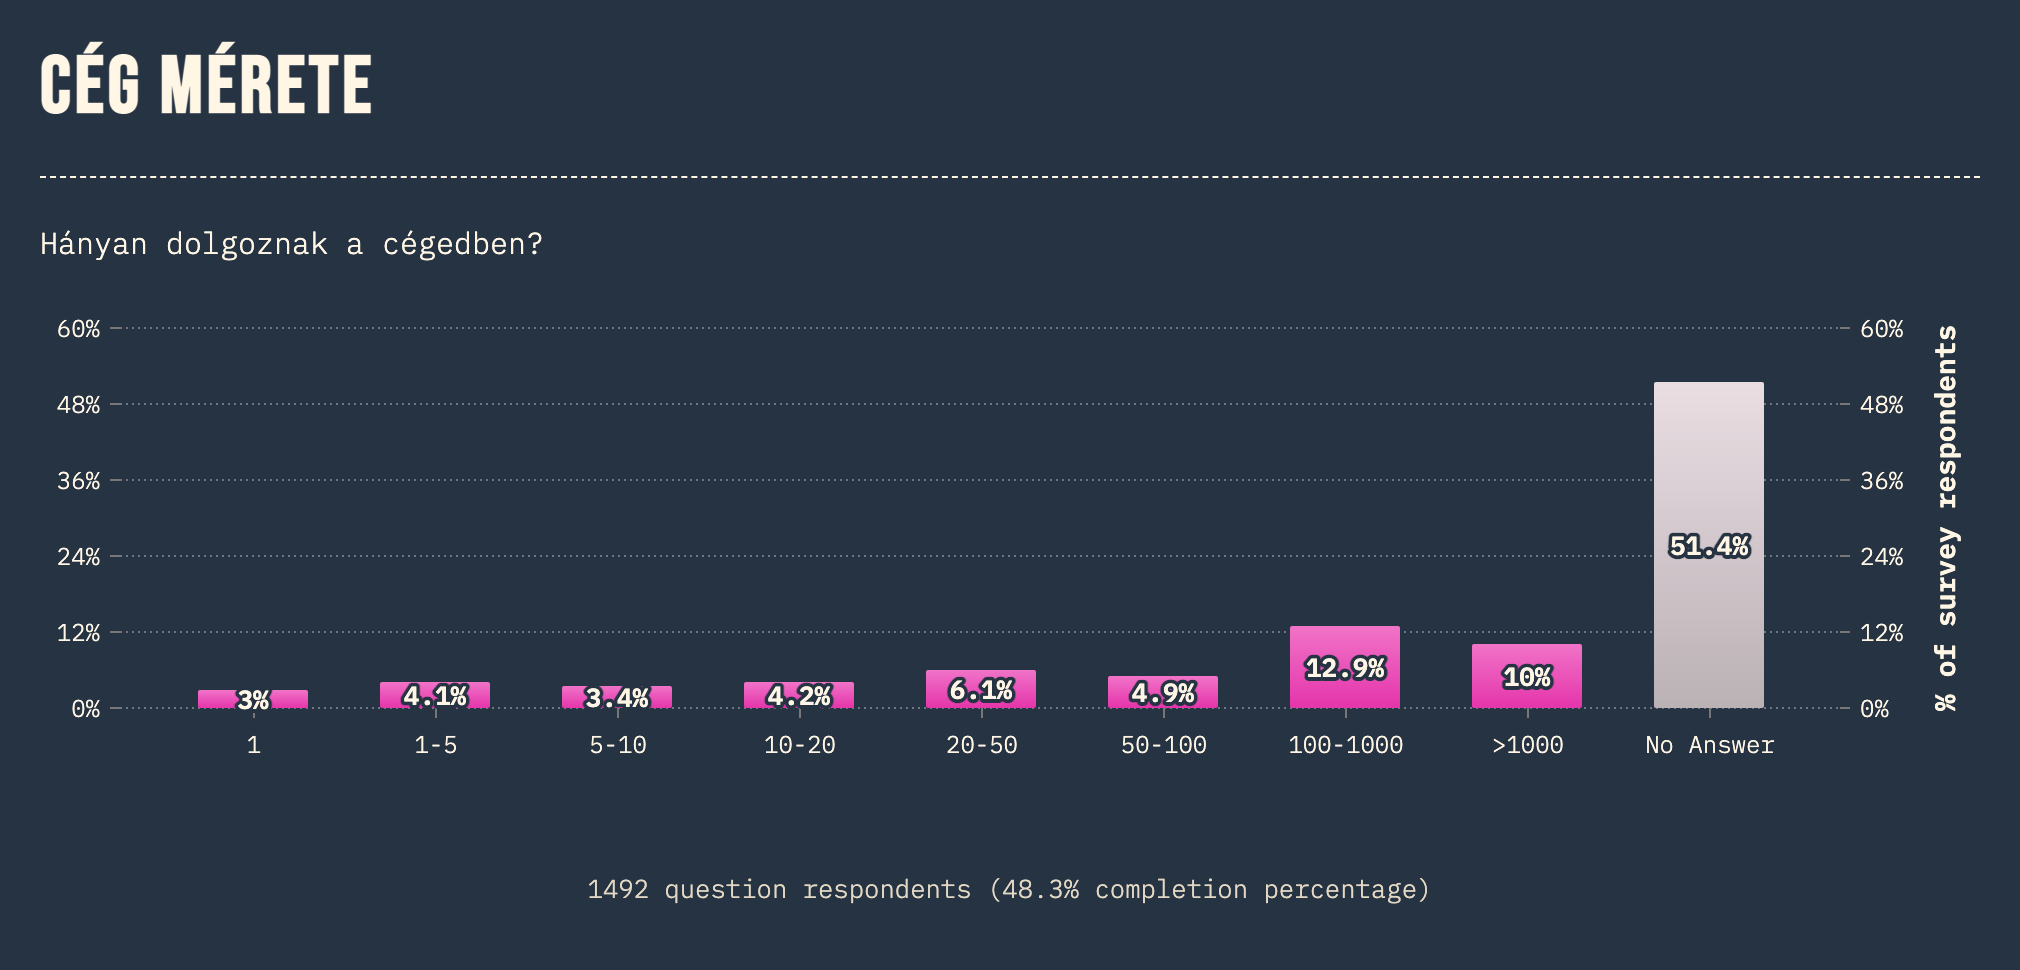 CÉG MÉRETE
Hányan dolgoznak a cégedben?
60% 60%
48% 48%
36% 36%
24% 24%
12% 12%
0% 0%
% of survey respondents
3% 4.1% 3.4% 4.2% 6.1% 4.9% 12.9% 10% 51.4%
1 1-5 5-10 10-20 20-50 50-100 100-1000 >1000 No Answer
1492 question respondents (48.3% completion percentage)